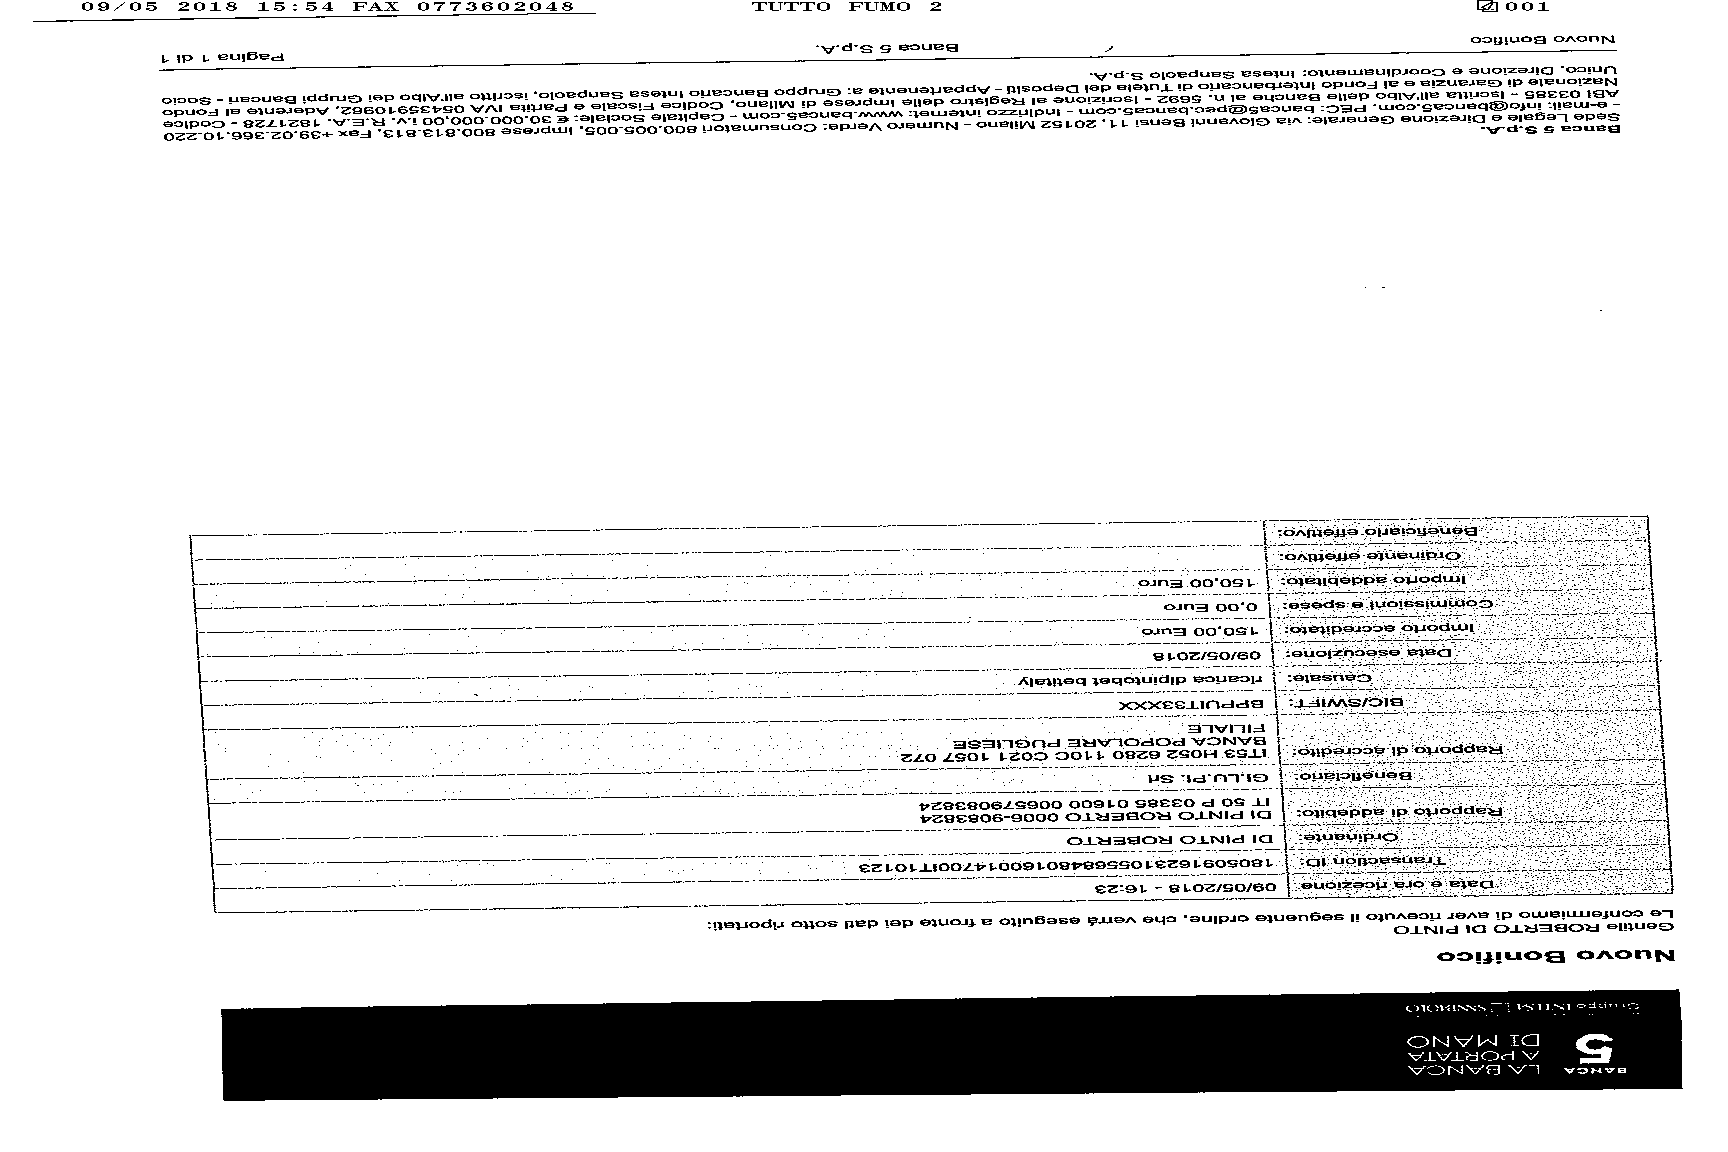 09/05 2018 15:54 FAX 0773602048 TUTTO FUMO 2 001
BANCA 5
LA BANCA
A PORTATA
DI MANO
Gruppo INTESA SANPAOLO
Nuovo Bonifico
Gentile ROBERTO DI PINTO
Le confermiamo di aver ricevuto il seguente ordine, che verrà eseguito a fronte dei dati sotto riportati:
Data e ora ricezione: 09/05/2018 - 16:23
Transaction ID: 1805091623105568480160014700IT10123
Ordinante: DI PINTO ROBERTO
Rapporto di addebito: DI PINTO ROBERTO 0006-9083824
IT 50 P 03385 01600 006579083824
Beneficiario: GI.LU.PI. Srl
Rapporto di accredito: IT53 H052 6280 110C C021 1057 072
BANCA POPOLARE PUGLIESE
FILIALE
BIC/SWIFT: BPPUIT33XXX
Causale: ricarica dipintobet betitaly
Data esecuzione: 09/05/2018
Importo accreditato: 150,00 Euro
Commissioni e spese: 0,00 Euro
Importo addebitato: 150,00 Euro
Ordinante effettivo:
Beneficiario effettivo:
Banca 5 S.p.A.
Sede Legale e Direzione Generale: via Giovanni Bensi 11, 20152 Milano - Numero Verde: Consumatori 800.005.005, Imprese 800.813.813, Fax +39.02.366.10.220
- e-mail: info@banca5.com, PEC: banca5@pec.banca5.com - Indirizzo internet: www.banca5.com - Capitale Sociale: € 30.000.000,00 i.v. R.E.A. 1821728 - Codice
ABI 03385 - Iscritta all'Albo delle Banche al n. 5692 - Iscrizione al Registro delle Imprese di Milano, Codice Fiscale e Partita IVA 05435910982, Aderente al Fondo
Nazionale di Garanzia e al Fondo Interbancario di Tutela dei Depositi - Appartenente a: Gruppo Bancario Intesa Sanpaolo, iscritto all'Albo dei Gruppi Bancari - Socio
Unico, Direzione e Coordinamento: Intesa Sanpaolo S.p.A.
Nuovo Bonifico Banca 5 S.p.A. Pagina 1 di 1